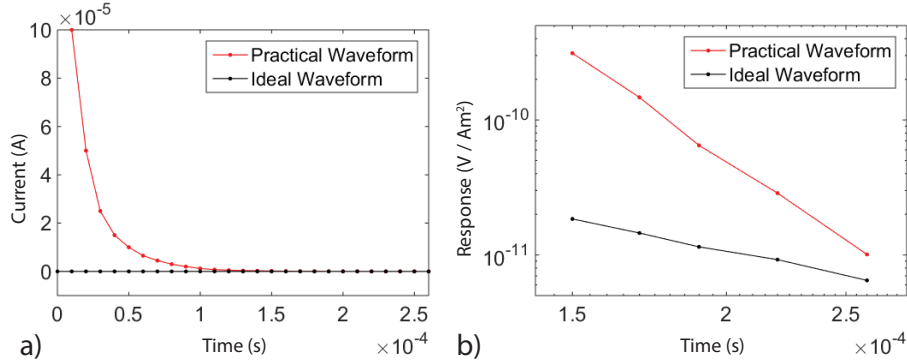 10 ×10⁻⁵
8
6
4
2
0
Current (A)
Practical Waveform
Ideal Waveform
0 0.5 1 1.5 2 2.5
Time (s) ×10⁻⁴
a)
10⁻¹⁰
10⁻¹¹
Response (V / Am²)
Practical Waveform
Ideal Waveform
1.5 2 2.5
Time (s) ×10⁻⁴
b)